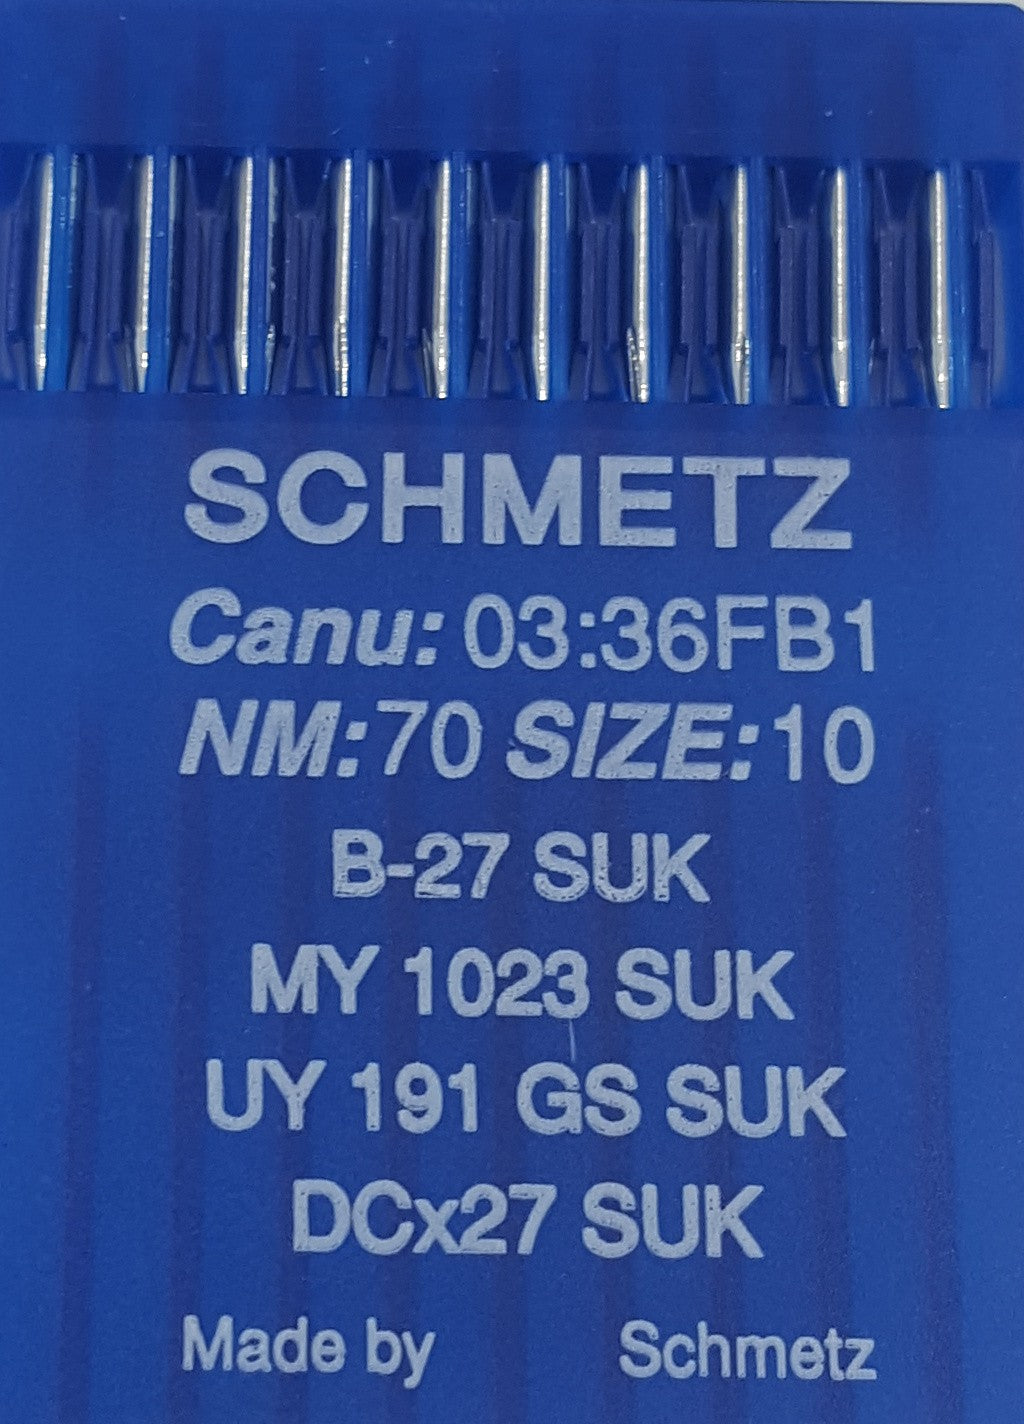 SCHMETZ
Canu: 03:36FB1
NM:70 SIZE:10
B-27 SUK
MY 1023 SUK
UY 191 GS SUK
DCx27 SUK
Made by Schmetz